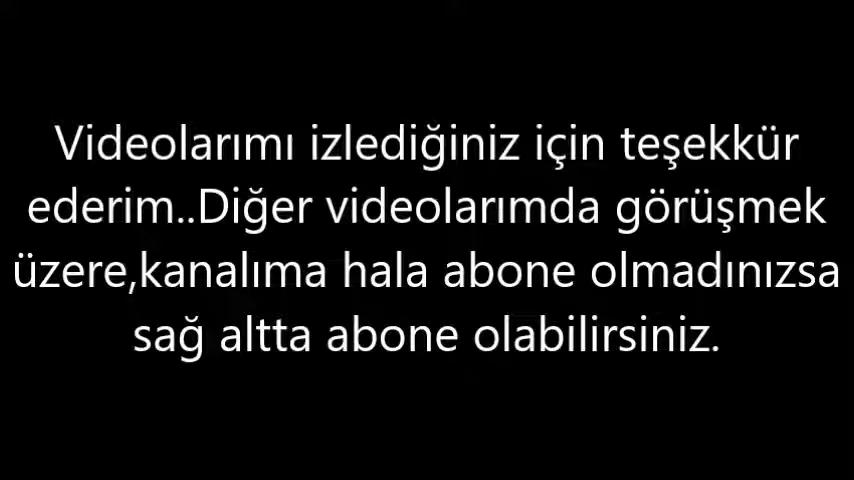 Videolarımı izlediğiniz için teşekkür
ederim..Diğer videolarımda görüşmek
üzere,kanalıma hala abone olmadınızsa
sağ altta abone olabilirsiniz.